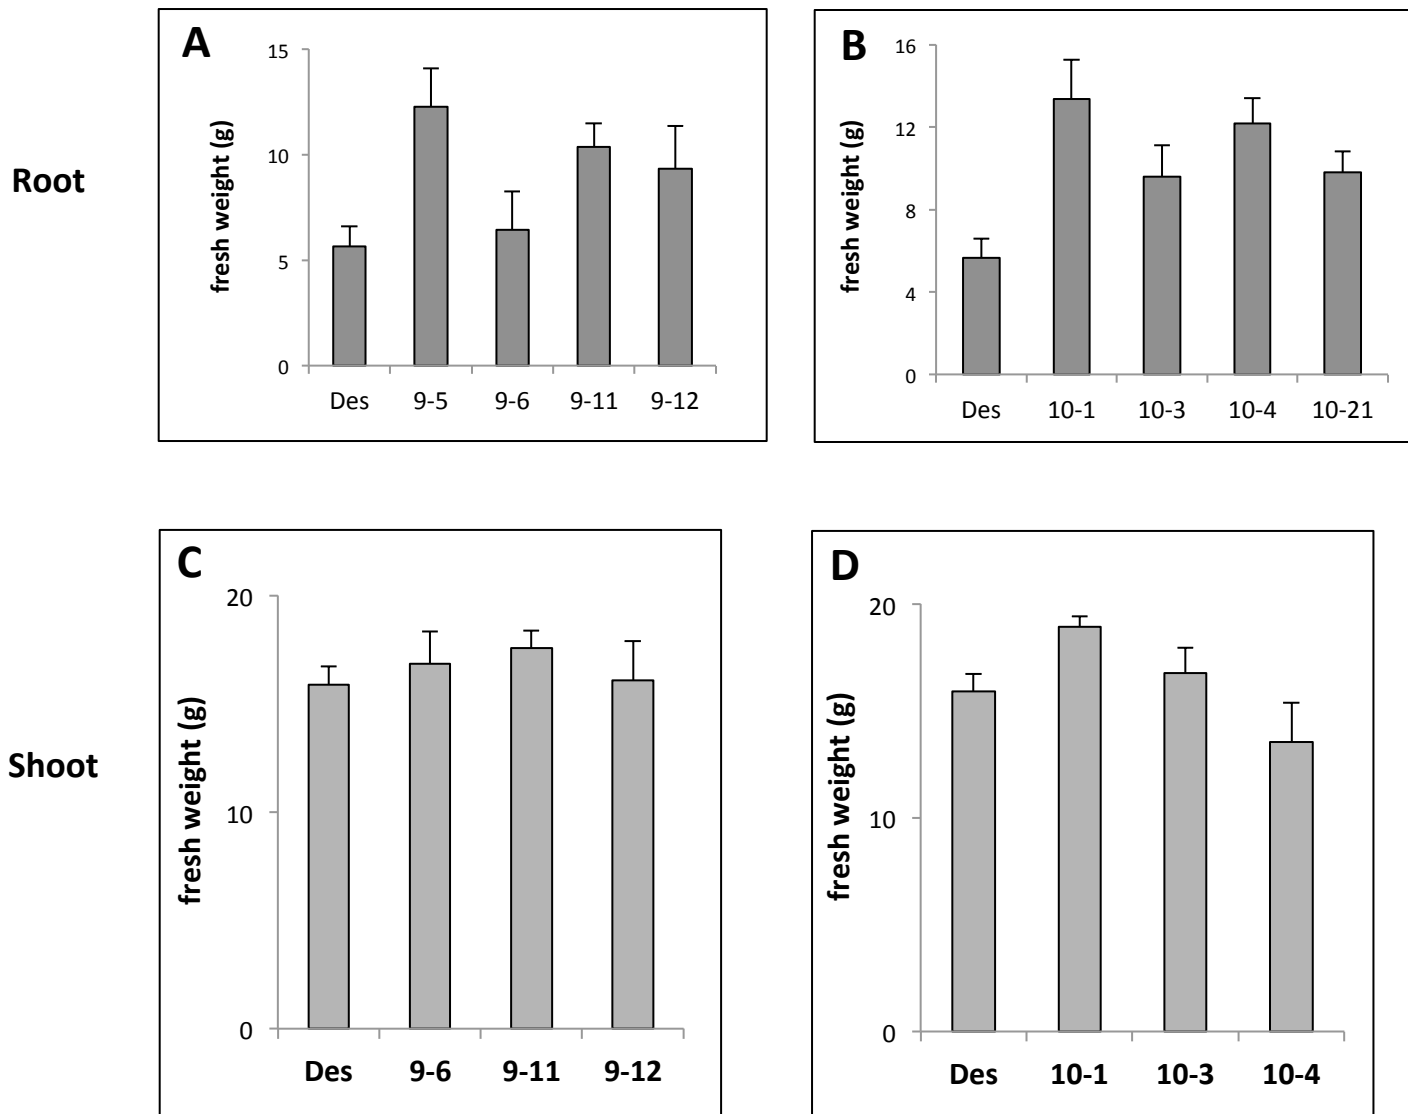 Root
A
fresh weight (g)
15
10
5
0
Des 9-5 9-6 9-11 9-12
B
fresh weight (g)
16
12
8
4
0
Des 10-1 10-3 10-4 10-21
Shoot
C
fresh weight (g)
20
10
0
Des 9-6 9-11 9-12
D
fresh weight (g)
20
10
0
Des 10-1 10-3 10-4